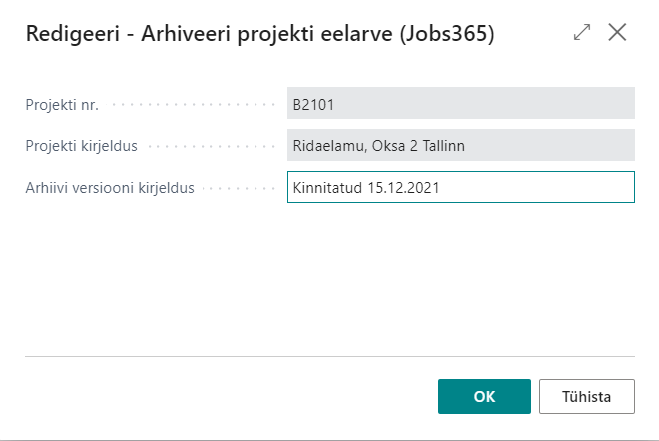 Redigeeri - Arhiveeri projekti eelarve (Jobs365)
Projekti nr. B2101
Projekti kirjeldus Ridaelamu, Oksa 2 Tallinn
Arhiivi versiooni kirjeldus Kinnitatud 15.12.2021
OK Tühista